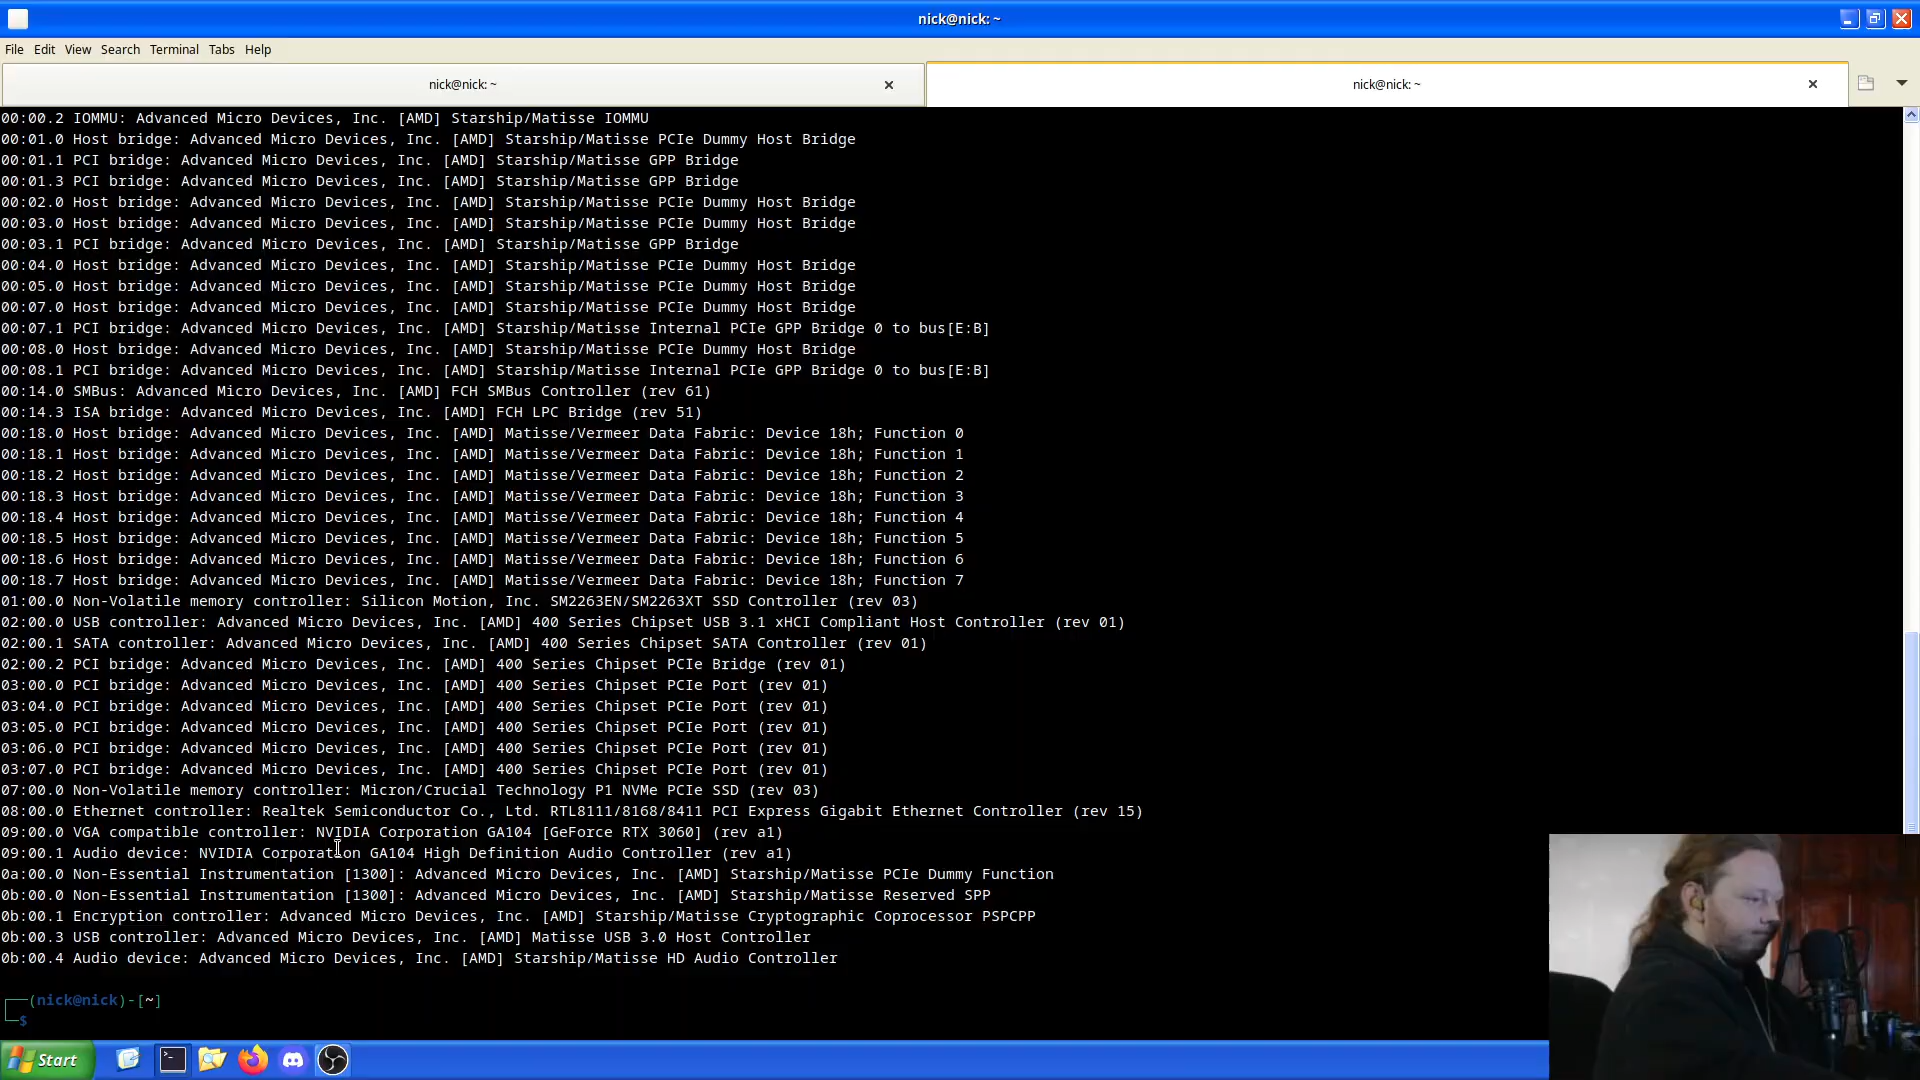 nick@nick: ~
File Edit View Search Terminal Tabs Help
nick@nick: ~
nick@nick: ~
00:00.2 IOMMU: Advanced Micro Devices, Inc. [AMD] Starship/Matisse IOMMU
00:01.0 Host bridge: Advanced Micro Devices, Inc. [AMD] Starship/Matisse PCIe Dummy Host Bridge
00:01.1 PCI bridge: Advanced Micro Devices, Inc. [AMD] Starship/Matisse GPP Bridge
00:01.3 PCI bridge: Advanced Micro Devices, Inc. [AMD] Starship/Matisse GPP Bridge
00:02.0 Host bridge: Advanced Micro Devices, Inc. [AMD] Starship/Matisse PCIe Dummy Host Bridge
00:03.0 Host bridge: Advanced Micro Devices, Inc. [AMD] Starship/Matisse PCIe Dummy Host Bridge
00:03.1 PCI bridge: Advanced Micro Devices, Inc. [AMD] Starship/Matisse GPP Bridge
00:04.0 Host bridge: Advanced Micro Devices, Inc. [AMD] Starship/Matisse PCIe Dummy Host Bridge
00:05.0 Host bridge: Advanced Micro Devices, Inc. [AMD] Starship/Matisse PCIe Dummy Host Bridge
00:07.0 Host bridge: Advanced Micro Devices, Inc. [AMD] Starship/Matisse PCIe Dummy Host Bridge
00:07.1 PCI bridge: Advanced Micro Devices, Inc. [AMD] Starship/Matisse Internal PCIe GPP Bridge 0 to bus[E:B]
00:08.0 Host bridge: Advanced Micro Devices, Inc. [AMD] Starship/Matisse PCIe Dummy Host Bridge
00:08.1 PCI bridge: Advanced Micro Devices, Inc. [AMD] Starship/Matisse Internal PCIe GPP Bridge 0 to bus[E:B]
00:14.0 SMBus: Advanced Micro Devices, Inc. [AMD] FCH SMBus Controller (rev 61)
00:14.3 ISA bridge: Advanced Micro Devices, Inc. [AMD] FCH LPC Bridge (rev 51)
00:18.0 Host bridge: Advanced Micro Devices, Inc. [AMD] Matisse/Vermeer Data Fabric: Device 18h; Function 0
00:18.1 Host bridge: Advanced Micro Devices, Inc. [AMD] Matisse/Vermeer Data Fabric: Device 18h; Function 1
00:18.2 Host bridge: Advanced Micro Devices, Inc. [AMD] Matisse/Vermeer Data Fabric: Device 18h; Function 2
00:18.3 Host bridge: Advanced Micro Devices, Inc. [AMD] Matisse/Vermeer Data Fabric: Device 18h; Function 3
00:18.4 Host bridge: Advanced Micro Devices, Inc. [AMD] Matisse/Vermeer Data Fabric: Device 18h; Function 4
00:18.5 Host bridge: Advanced Micro Devices, Inc. [AMD] Matisse/Vermeer Data Fabric: Device 18h; Function 5
00:18.6 Host bridge: Advanced Micro Devices, Inc. [AMD] Matisse/Vermeer Data Fabric: Device 18h; Function 6
00:18.7 Host bridge: Advanced Micro Devices, Inc. [AMD] Matisse/Vermeer Data Fabric: Device 18h; Function 7
01:00.0 Non-Volatile memory controller: Silicon Motion, Inc. SM2263EN/SM2263XT SSD Controller (rev 03)
02:00.0 USB controller: Advanced Micro Devices, Inc. [AMD] 400 Series Chipset USB 3.1 xHCI Compliant Host Controller (rev 01)
02:00.1 SATA controller: Advanced Micro Devices, Inc. [AMD] 400 Series Chipset SATA Controller (rev 01)
02:00.2 PCI bridge: Advanced Micro Devices, Inc. [AMD] 400 Series Chipset PCIe Bridge (rev 01)
03:00.0 PCI bridge: Advanced Micro Devices, Inc. [AMD] 400 Series Chipset PCIe Port (rev 01)
03:04.0 PCI bridge: Advanced Micro Devices, Inc. [AMD] 400 Series Chipset PCIe Port (rev 01)
03:05.0 PCI bridge: Advanced Micro Devices, Inc. [AMD] 400 Series Chipset PCIe Port (rev 01)
03:06.0 PCI bridge: Advanced Micro Devices, Inc. [AMD] 400 Series Chipset PCIe Port (rev 01)
03:07.0 PCI bridge: Advanced Micro Devices, Inc. [AMD] 400 Series Chipset PCIe Port (rev 01)
07:00.0 Non-Volatile memory controller: Micron/Crucial Technology P1 NVMe PCIe SSD (rev 03)
08:00.0 Ethernet controller: Realtek Semiconductor Co., Ltd. RTL8111/8168/8411 PCI Express Gigabit Ethernet Controller (rev 15)
09:00.0 VGA compatible controller: NVIDIA Corporation GA104 [GeForce RTX 3060] (rev a1)
09:00.1 Audio device: NVIDIA Corporation GA104 High Definition Audio Controller (rev a1)
0a:00.0 Non-Essential Instrumentation [1300]: Advanced Micro Devices, Inc. [AMD] Starship/Matisse PCIe Dummy Function
0b:00.0 Non-Essential Instrumentation [1300]: Advanced Micro Devices, Inc. [AMD] Starship/Matisse Reserved SPP
0b:00.1 Encryption controller: Advanced Micro Devices, Inc. [AMD] Starship/Matisse Cryptographic Coprocessor PSPCPP
0b:00.3 USB controller: Advanced Micro Devices, Inc. [AMD] Matisse USB 3.0 Host Controller
0b:00.4 Audio device: Advanced Micro Devices, Inc. [AMD] Starship/Matisse HD Audio Controller
┌──(nick@nick)-[~]
└─$
Start